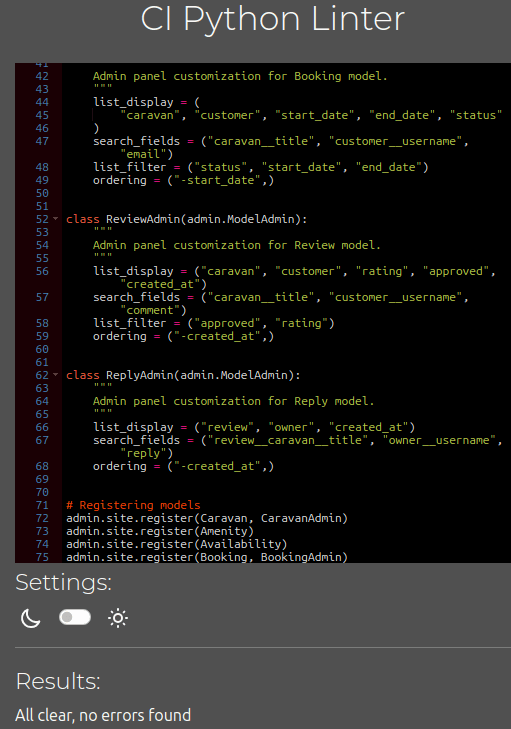 CI Python Linter
41
42 Admin panel customization for Booking model.
43 """
44 list_display = (
45 "caravan", "customer", "start_date", "end_date", "status"
46 )
47 search_fields = ("caravan__title", "customer__username",
"email")
48 list_filter = ("status", "start_date", "end_date")
49 ordering = ("-start_date",)
50
51
52 class ReviewAdmin(admin.ModelAdmin):
53 """
54 Admin panel customization for Review model.
55 """
56 list_display = ("caravan", "customer", "rating", "approved",
"created_at")
57 search_fields = ("caravan__title", "customer__username",
"comment")
58 list_filter = ("approved", "rating")
59 ordering = ("-created_at",)
60
61
62 class ReplyAdmin(admin.ModelAdmin):
63 """
64 Admin panel customization for Reply model.
65 """
66 list_display = ("review", "owner", "created_at")
67 search_fields = ("review__caravan__title", "owner__username",
"reply")
68 ordering = ("-created_at",)
69
70
71 # Registering models
72 admin.site.register(Caravan, CaravanAdmin)
73 admin.site.register(Amenity)
74 admin.site.register(Availability)
75 admin.site.register(Booking, BookingAdmin)
Settings:
Results:
All clear, no errors found